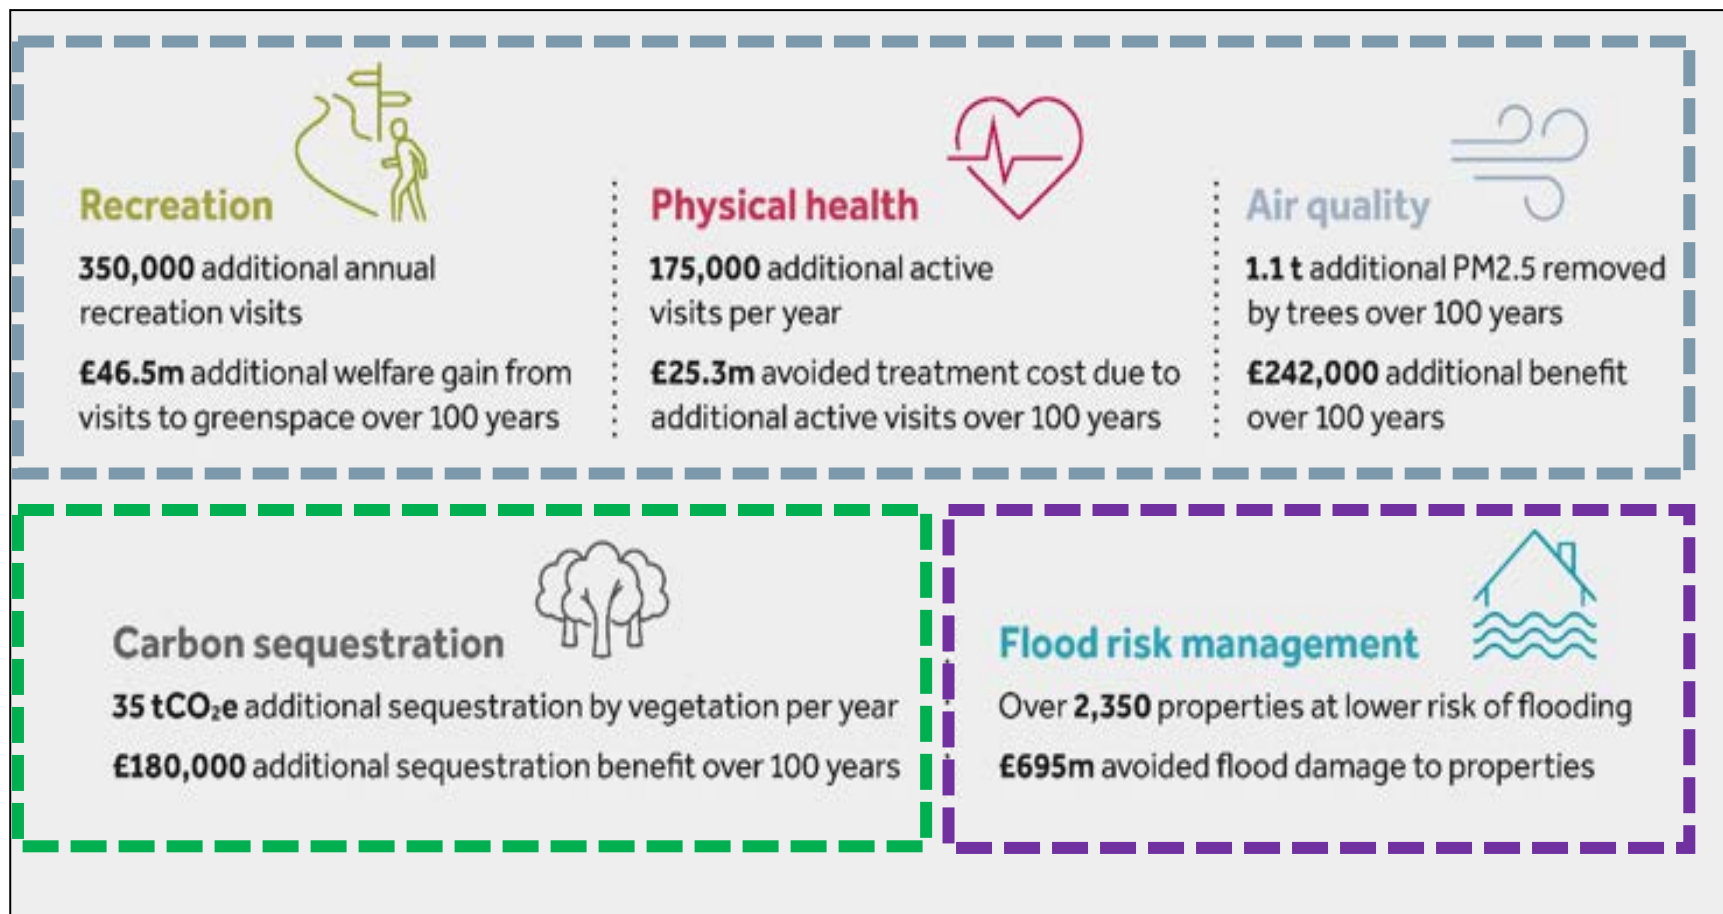 Recreation
350,000 additional annual
recreation visits
£46.5m additional welfare gain from
visits to greenspace over 100 years
Physical health
175,000 additional active
visits per year
£25.3m avoided treatment cost due to
additional active visits over 100 years
Air quality
1.1 t additional PM2.5 removed
by trees over 100 years
£242,000 additional benefit
over 100 years
Carbon sequestration
35 tCO₂e additional sequestration by vegetation per year
£180,000 additional sequestration benefit over 100 years
Flood risk management
Over 2,350 properties at lower risk of flooding
£695m avoided flood damage to properties